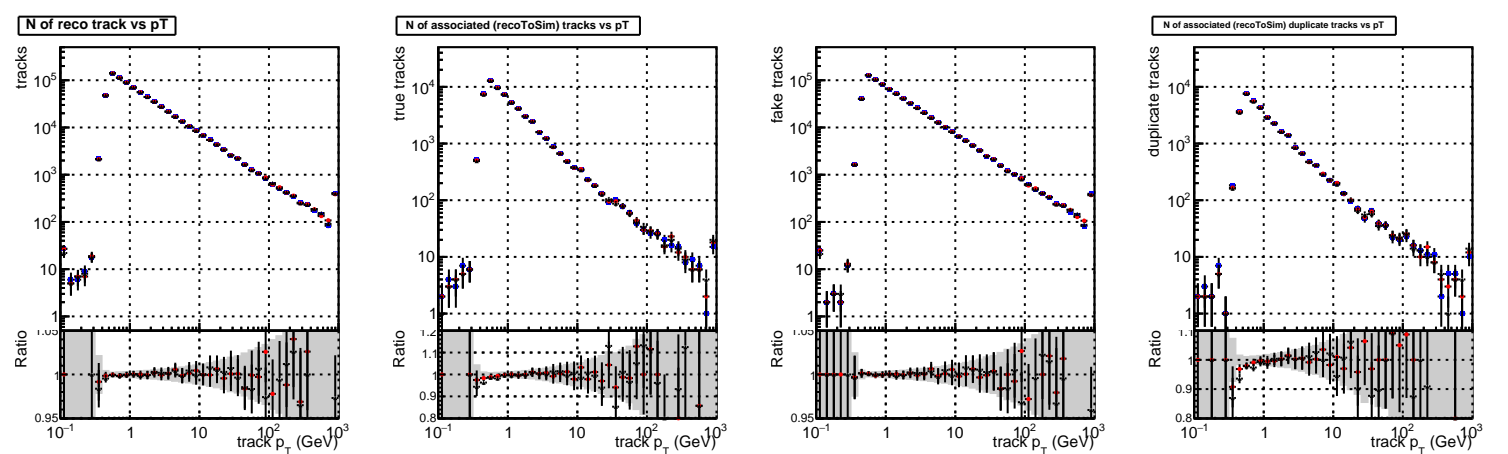 N of reco track vs pT
tracks
10^5
10^4
10^3
10^2
10
1
Ratio
1.05
1
0.95
10^-1 1 10 10^2 10^3
track p_T (GeV)
N of associated (recoToSim) tracks vs pT
true tracks
10^4
10^3
10^2
10
1
Ratio
1.2
1.1
1
0.9
0.8
10^-1 1 10 10^2 10^3
track p_T (GeV)
fake tracks
10^5
10^4
10^3
10^2
10
1
Ratio
1.05
1
0.95
10^-1 1 10 10^2 10^3
track p_T (GeV)
N of associated (recoToSim) duplicate tracks vs pT
duplicate tracks
10^4
10^3
10^2
10
1
Ratio
1.1
1
0.9
0.8
10^-1 1 10 10^2 10^3
track p_T (GeV)